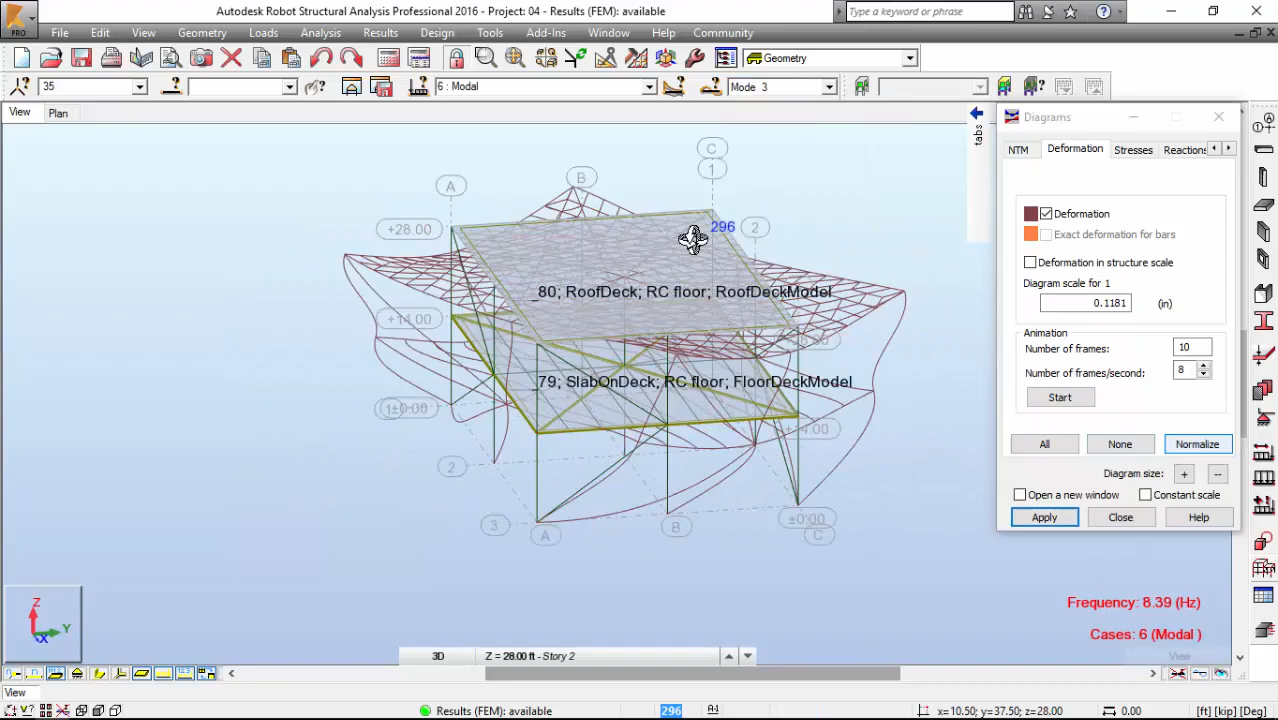 Autodesk Robot Structural Analysis Professional 2016 - Project: 04 - Results (FEM): available
Type a keyword or phrase
PRO
File Edit View Geometry Loads Analysis Results Design Tools Add-Ins Window Help Community
Geometry
35
6 : Modal
Mode 3
View Plan
tabs
Diagrams
NTM Deformation Stresses Reactions
Deformation
Exact deformation for bars
Deformation in structure scale
Diagram scale for 1
0.1181 (in)
Animation
Number of frames: 10
Number of frames/second: 8
Start
All None Normalize
Diagram size: + --
Open a new window Constant scale
Apply Close Help
C
1
B
A
+28.00
296
2
_80; RoofDeck; RC floor; RoofDeckModel
+14.00
_79; SlabOnDeck; RC floor; FloorDeckModel
1
±0.00
+14.00
2
3
A
B
±0.00
C
Frequency: 8.39 (Hz)
Cases: 6 (Modal )
View
Z
Y
X
3D Z = 28.00 ft - Story 2
View
Results (FEM): available
296
x=10.50; y=37.50; z=28.00
0.00
[ft] [kip] [Deg]